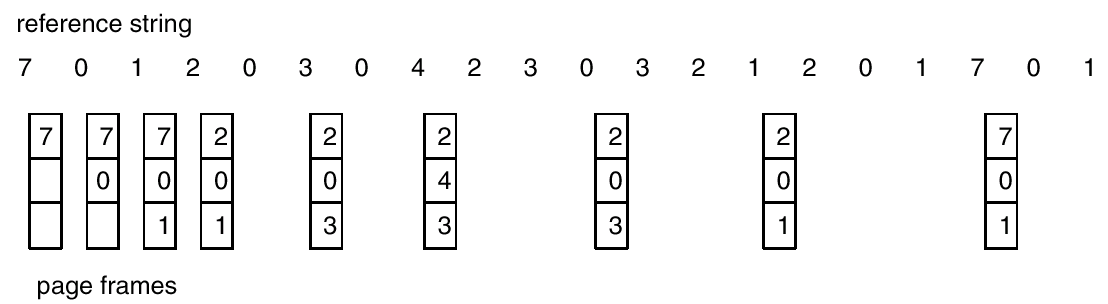 reference string
7 0 1 2 0 3 0 4 2 3 0 3 2 1 2 0 1 7 0 1
7 7 7 2 2 2 2 2 7
0 0 0 0 4 0 0 0
1 1 3 3 3 1 1
page frames